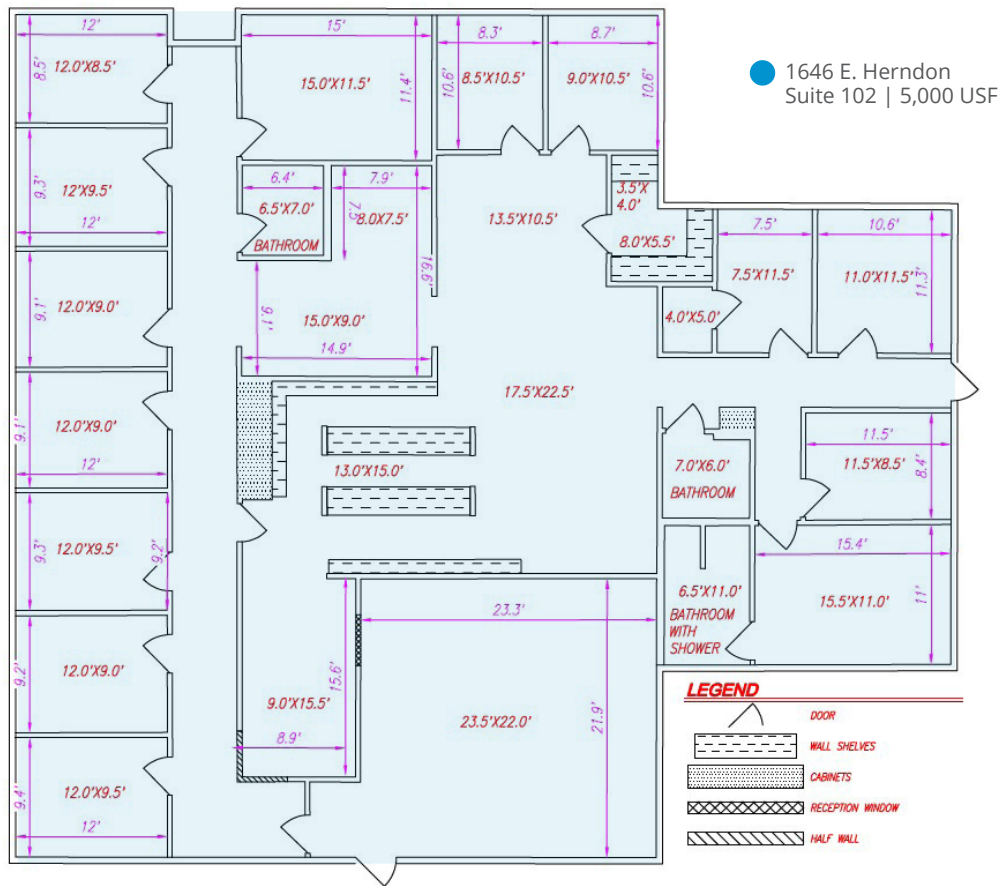 12'
15'
8.3'
8.7'
8.5'
12.0'X8.5'
15.0'X11.5'
11.4'
10.6'
8.5'X10.5'
9.0'X10.5'
10.6'
1646 E. Herndon
Suite 102 | 5,000 USF
9.3'
12'X9.5'
12'
6.4'
6.5'X7.0'
BATHROOM
7.9'
7.5'
8.0'X7.5'
13.5'X10.5'
3.5'X
4.0'
8.0'X5.5'
7.5'
7.5'X11.5'
10.6'
11.0'X11.5'
11.3'
9.1'
12.0'X9.0'
9.1'
15.0'X9.0'
16.6'
14.9'
4.0'X5.0'
9.1'
12.0'X9.0'
12'
17.5'X22.5'
13.0'X15.0'
7.0'X6.0'
BATHROOM
11.5'
11.5'X8.5'
8.4'
9.3'
12.0'X9.5'
9.2'
15.4'
15.5'X11.0'
11'
6.5'X11.0'
BATHROOM
WITH
SHOWER
9.2'
12.0'X9.0'
9.0'X15.5'
15.6'
8.9'
23.3'
23.5'X22.0'
21.9'
9.4'
12.0'X9.5'
12'
LEGEND
DOOR
WALL SHELVES
CABINETS
RECEPTION WINDOW
HALF WALL